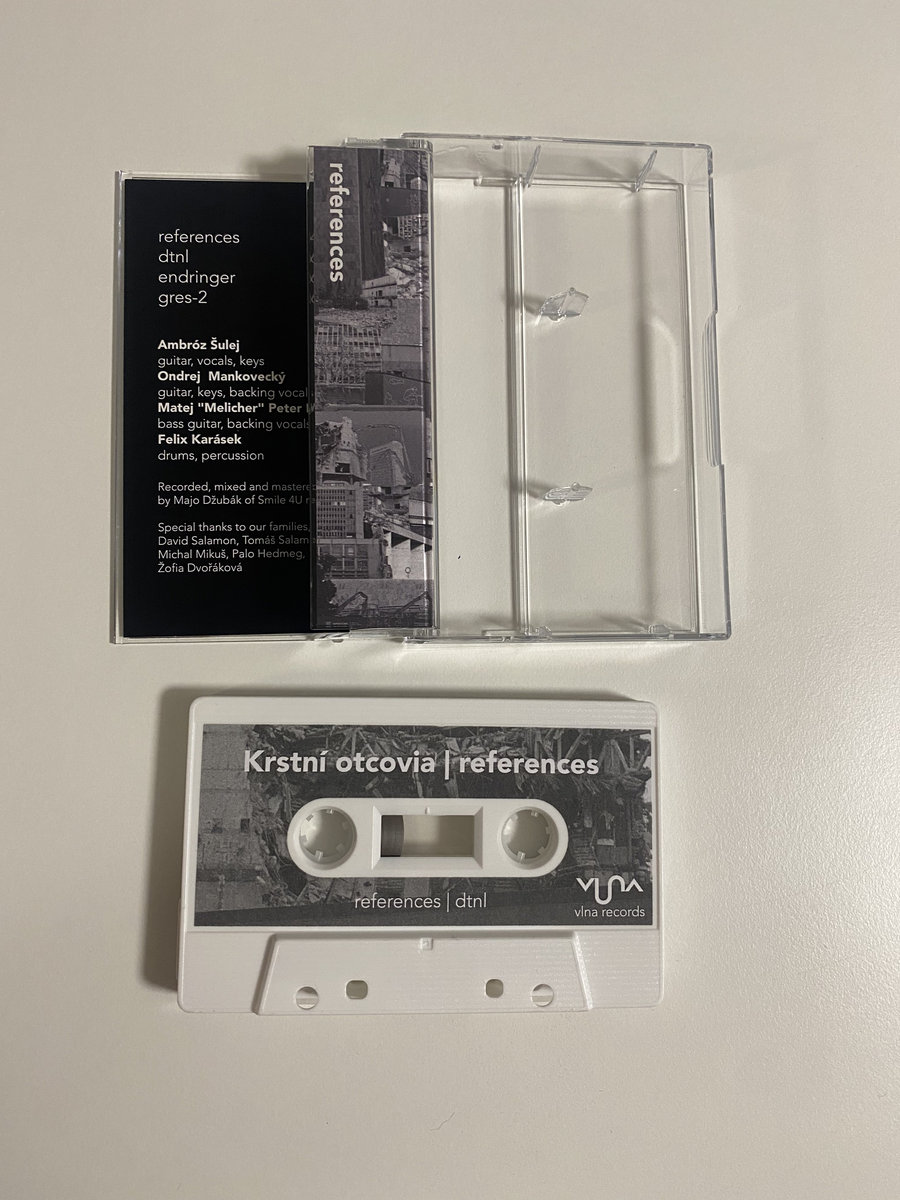 references
dtnl
endringer
gres-2
Ambróz Šulej
guitar, vocals, keys
Ondrej Mankovecký
guitar, keys, backing vocals
Matej "Melicher" Peter
bass guitar, backing vocals
Felix Karásek
drums, percussion
Recorded, mixed and mastered
by Majo Džubák of Smile 4U
Special thanks to our families,
David Salamon, Tomáš
Michal Mikuš, Palo Hedmeg,
Žofia Dvořáková
references
Krstní otcovia | references
references | dtnl
VLNA
vlna records